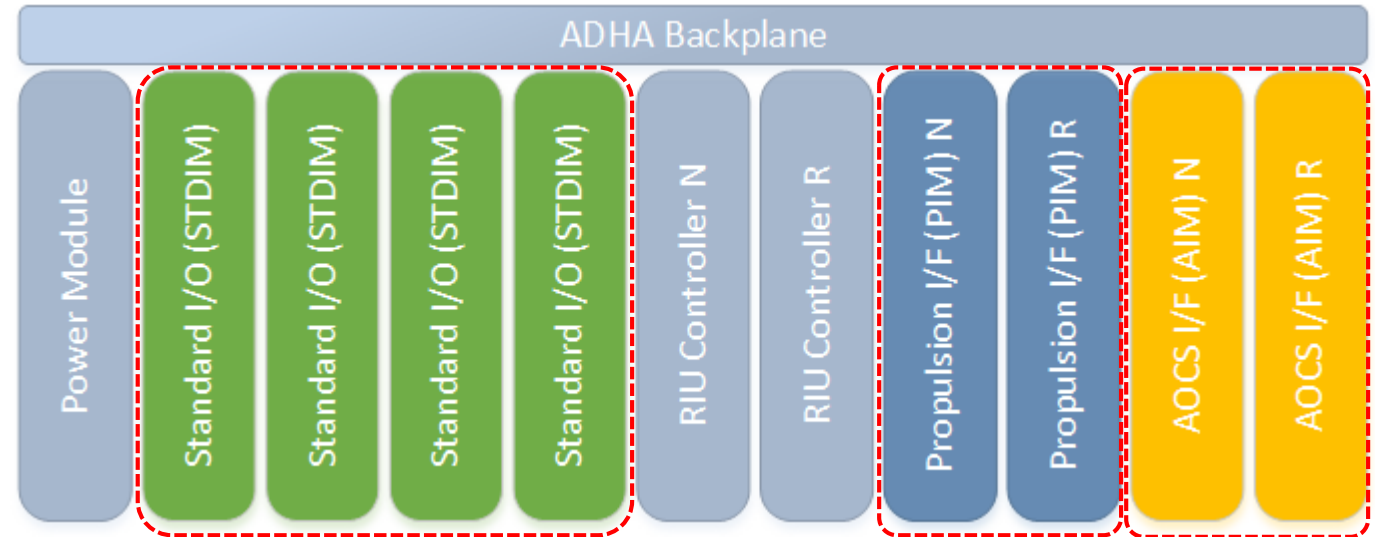 ADHA Backplane
Power Module
Standard I/O (STDIM)
Standard I/O (STDIM)
Standard I/O (STDIM)
Standard I/O (STDIM)
RIU Controller N
RIU Controller R
Propulsion I/F (PIM) N
Propulsion I/F (PIM) R
AOCS I/F (AIM) N
AOCS I/F (AIM) R